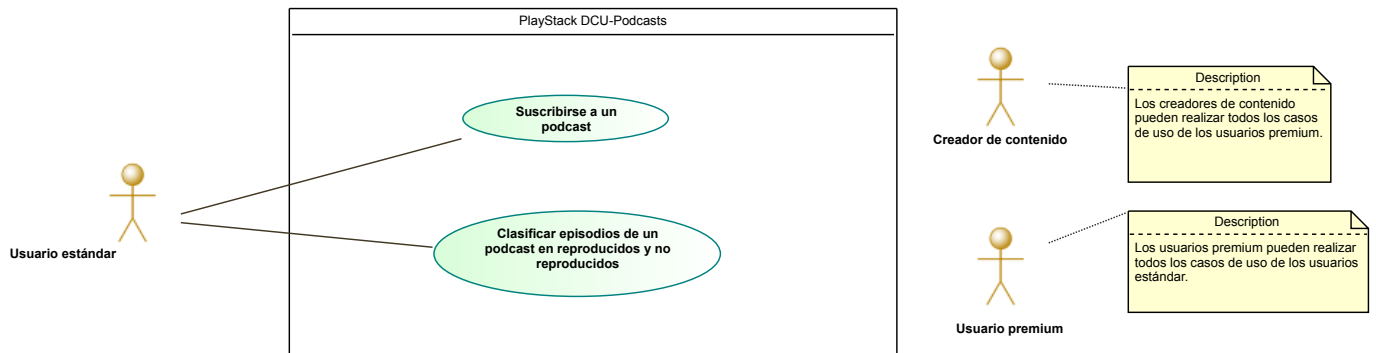 PlayStack DCU-Podcasts
Suscribirse a un
podcast
Clasificar episodios de un
podcast en reproducidos y no
reproducidos
Usuario estándar
Creador de contenido
Description
Los creadores de contenido
pueden realizar todos los casos
de uso de los usuarios premium.
Usuario premium
Description
Los usuarios premium pueden realizar
todos los casos de uso de los usuarios
estándar.